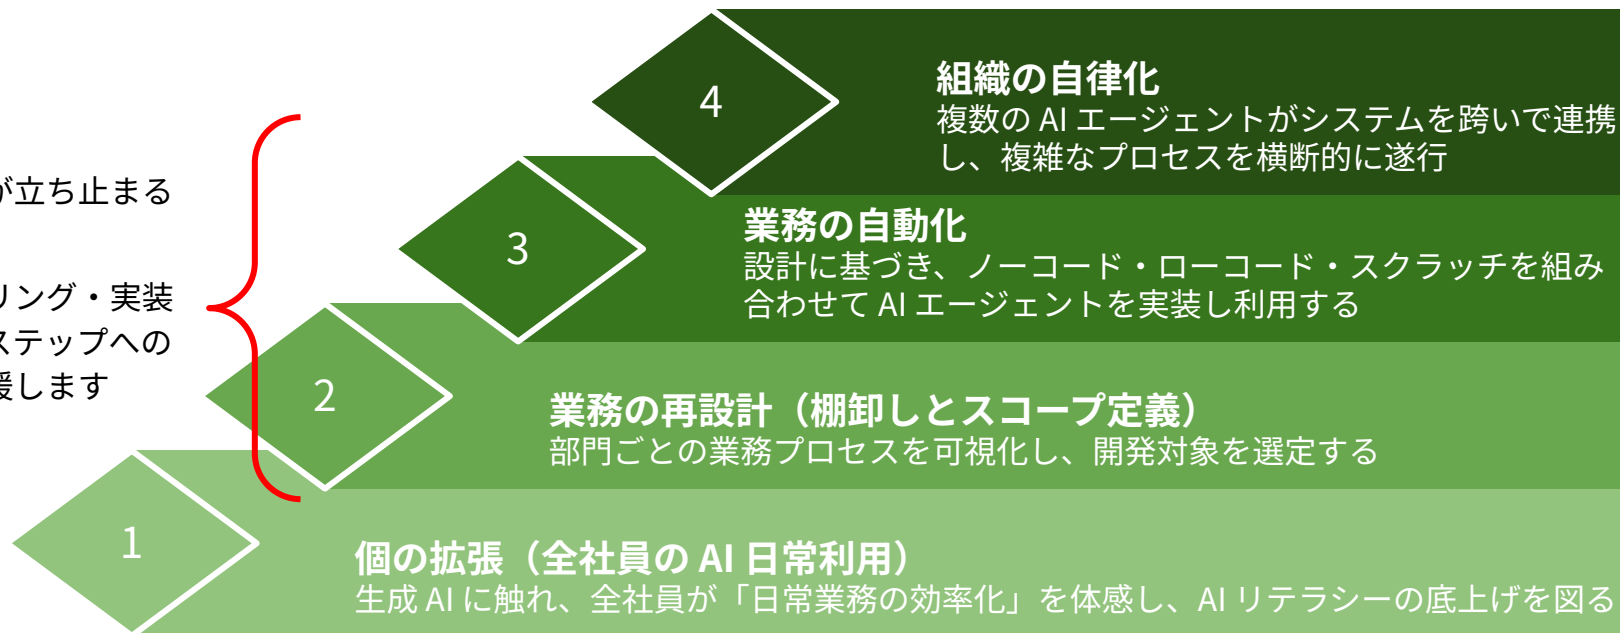 4
組織の自律化
複数の AI エージェントがシステムを跨いで連携
し、複雑なプロセスを横断的に遂行
が立ち止まる
3
業務の自動化
設計に基づき、ノーコード・ローコード・スクラッチを組み
合わせて AI エージェントを実装し利用する
リング・実装
ステップへの
援します
2
業務の再設計（棚卸しとスコープ定義）
部門ごとの業務プロセスを可視化し、開発対象を選定する
1
個の拡張（全社員の AI 日常利用）
生成 AI に触れ、全社員が「日常業務の効率化」を体感し、AI リテラシーの底上げを図る